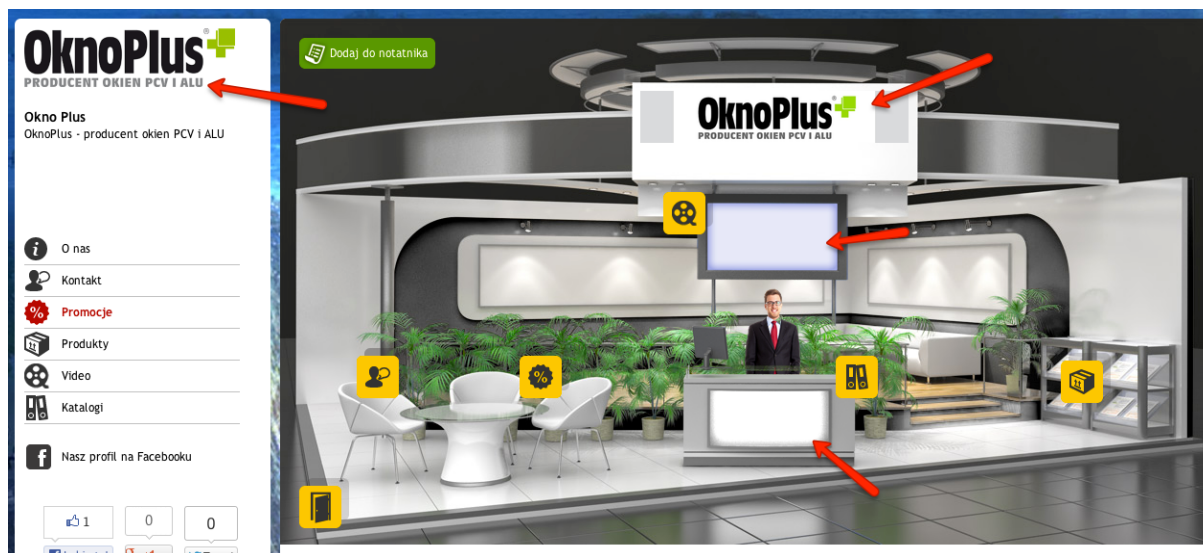 OknoPlus
PRODUCENT OKIEN PCV I ALU
Okno Plus
OknoPlus - producent okien PCV i ALU
O nas
Kontakt
%
Promocje
Produkty
Video
Katalogi
f
Nasz profil na Facebooku
1
0
0
Dodaj do notatnika
OknoPlus
PRODUCENT OKIEN PCV I ALU
%